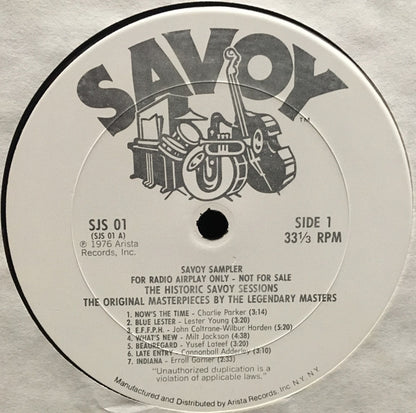 SAVOY
TM
SJS 01
(SJS 01 A)
℗ 1976 Arista
Records, Inc.
SIDE 1
33⅓ RPM
SAVOY SAMPLER
FOR RADIO AIRPLAY ONLY - NOT FOR SALE
THE HISTORIC SAVOY SESSIONS
THE ORIGINAL MASTERPIECES BY THE LEGENDARY MASTERS
1. NOW'S THE TIME - Charlie Parker (3:14)
2. BLUE LESTER - Lester Young (3:20)
3. E.F.F.P.H. - John Coltrane-Wilbur Harden (5:20)
4. WHAT'S NEW - Milt Jackson (4:38)
5. BEAUREGARD - Yusef Lateef (5:20)
6. LATE ENTRY - Cannonball Adderley (5:10)
7. INDIANA - Erroll Garner (2:33)
"Unauthorized duplication is a
violation of applicable laws."
Manufactured and Distributed by Arista Records, Inc N.Y. N.Y